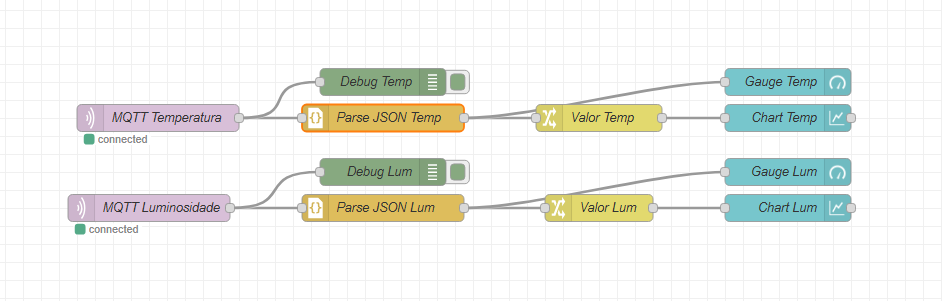 Debug Temp
Gauge Temp
MQTT Temperatura
Parse JSON Temp
Valor Temp
Chart Temp
connected
Debug Lum
Gauge Lum
MQTT Luminosidade
Parse JSON Lum
Valor Lum
Chart Lum
connected